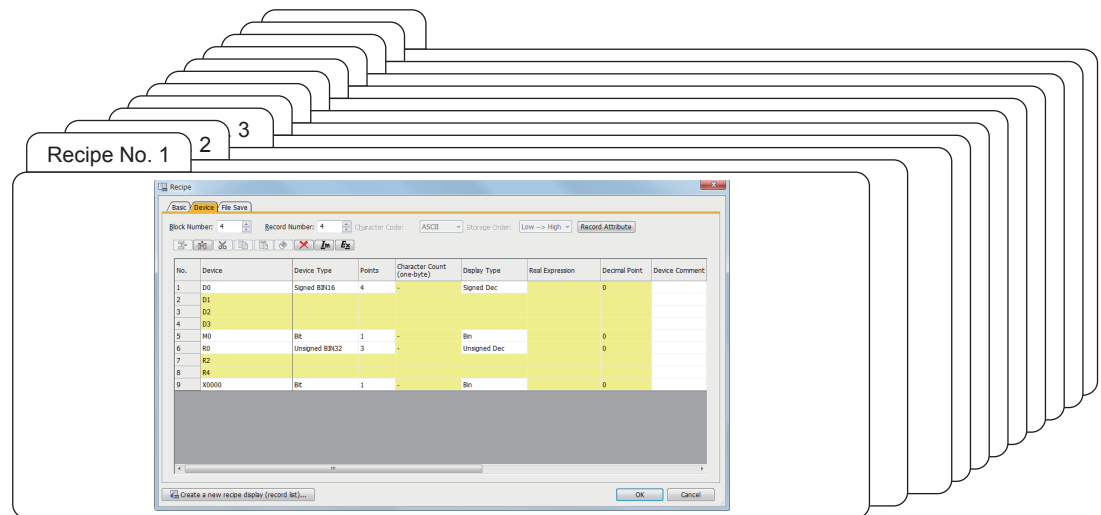 3
2
Recipe No. 1
Recipe
Basic Device File Save
Block Number: 4 Record Number: 4 Character Code: ASCII Storage Order: Low --> High Record Attribute
Im Ex
No. Device Device Type Points Character Count (one-byte) Display Type Real Expression Decimal Point Device Comment
1 D0 Signed BIN16 4 - Signed Dec 0
2 D1
3 D2
4 D3
5 M0 Bit 1 - Bin 0
6 R0 Unsigned BIN32 3 - Unsigned Dec 0
7 R2
8 R4
9 X0000 Bit 1 - Bin 0
Create a new recipe display (record list)... OK Cancel